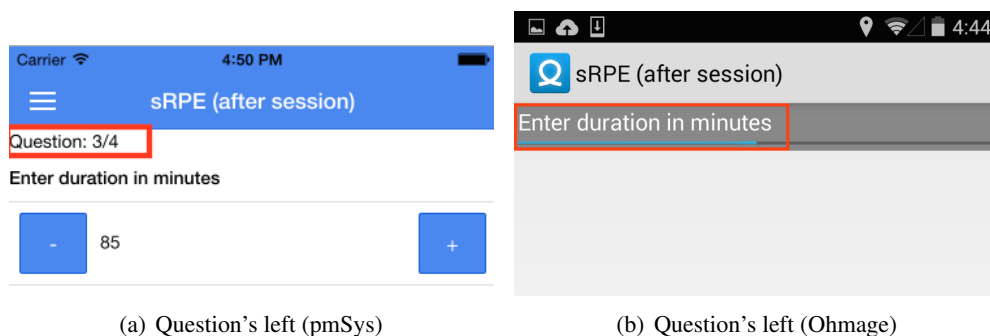 Carrier 4:50 PM
sRPE (after session)
Question: 3/4
Enter duration in minutes
- 85 +
(a) Question's left (pmSys)
4:44
sRPE (after session)
Enter duration in minutes
(b) Question's left (Ohmage)